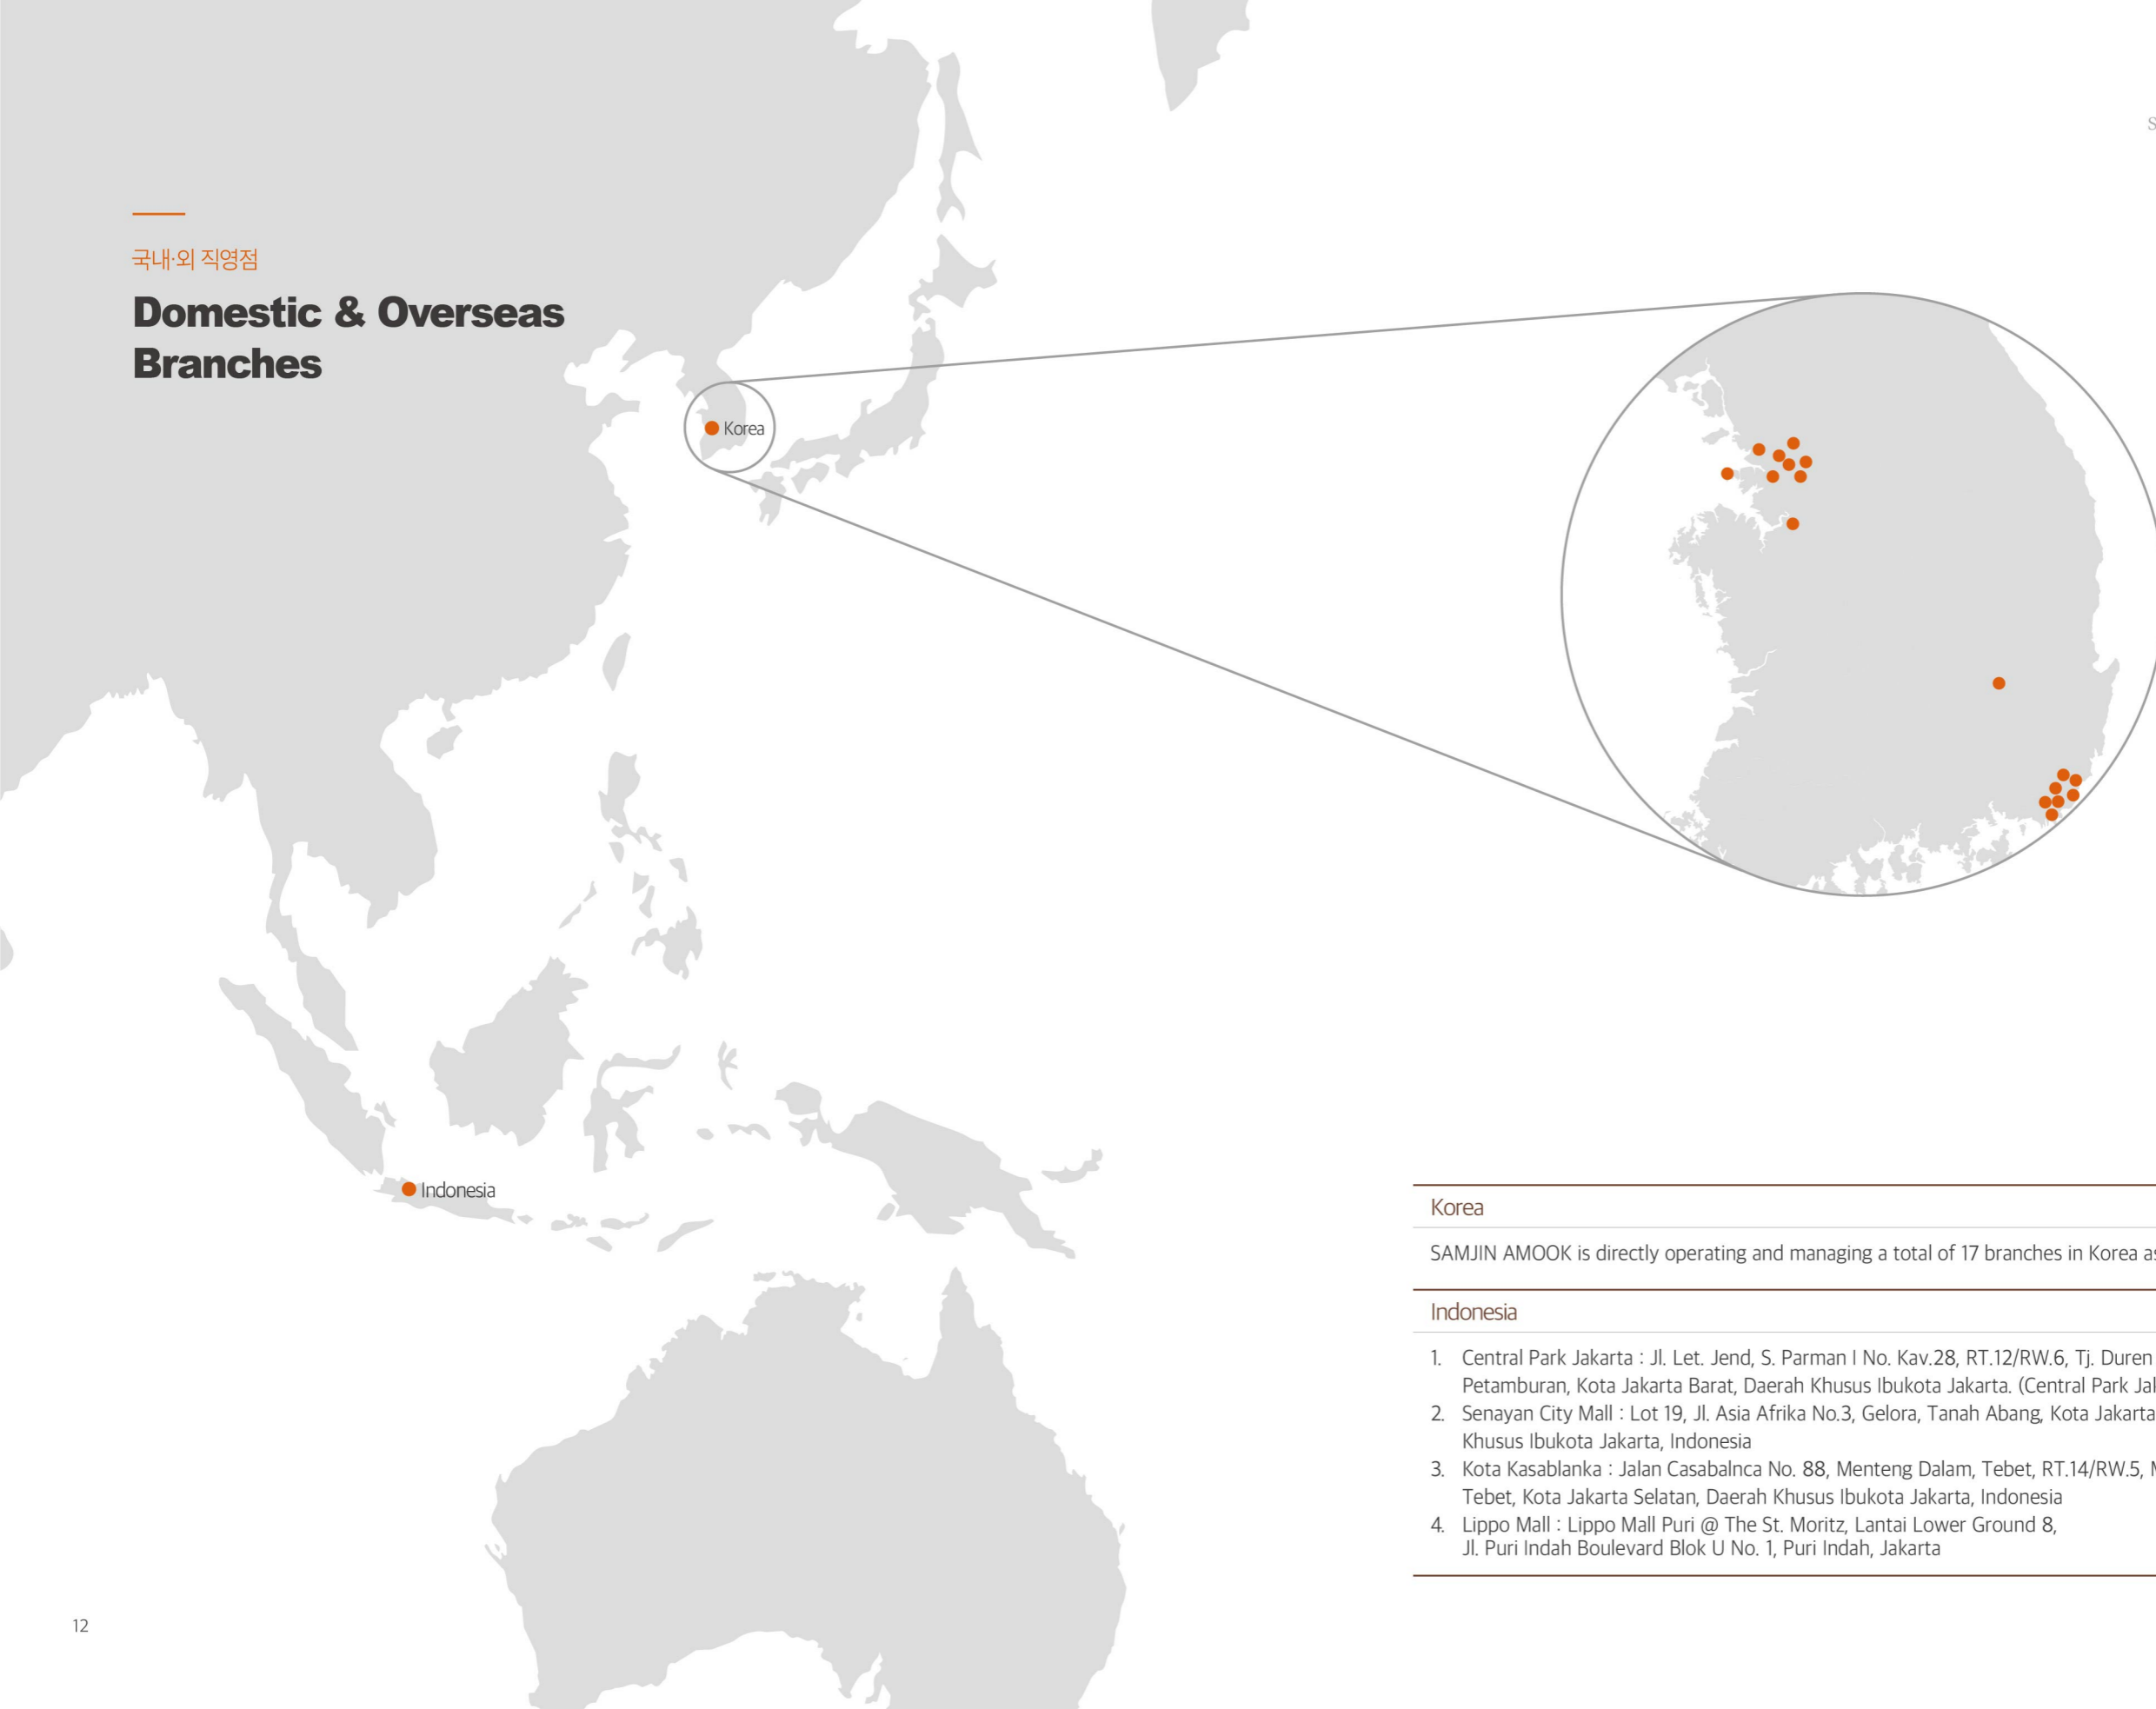 국내·외 직영점
Domestic & Overseas
Branches
Korea
Indonesia
Korea
SAMJIN AMOOK is directly operating and managing a total of 17 branches in Korea
Indonesia
1. Central Park Jakarta : Jl. Let. Jend, S. Parman I No. Kav.28, RT.12/RW.6, Tj. Duren
Petamburan, Kota Jakarta Barat, Daerah Khusus Ibukota Jakarta. (Central Park
2. Senayan City Mall : Lot 19, Jl. Asia Afrika No.3, Gelora, Tanah Abang, Kota Jakarta
Khusus Ibukota Jakarta, Indonesia
3. Kota Kasablanka : Jalan Casabalnca No. 88, Menteng Dalam, Tebet, RT.14/RW.5,
Tebet, Kota Jakarta Selatan, Daerah Khusus Ibukota Jakarta, Indonesia
4. Lippo Mall : Lippo Mall Puri @ The St. Moritz, Lantai Lower Ground 8,
Jl. Puri Indah Boulevard Blok U No. 1, Puri Indah, Jakarta
12